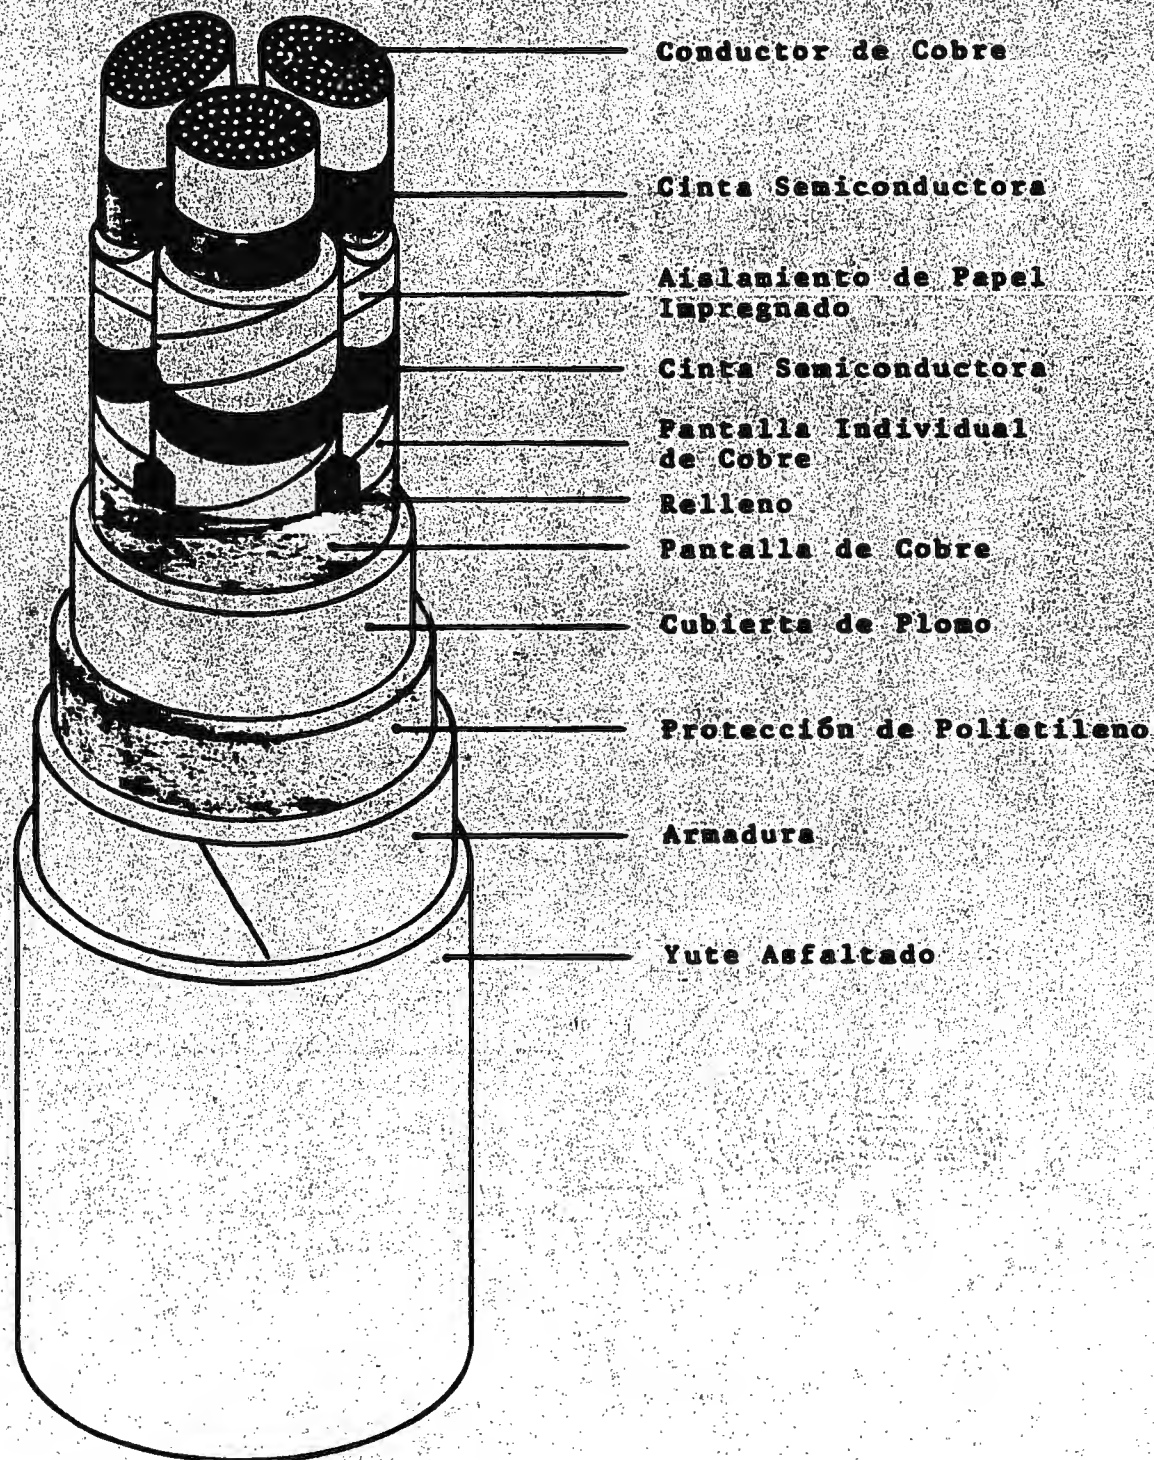 Conductor de Cobre
Cinta Semiconductora
Aislamiento de Papel
Impregnado
Cinta Semiconductora
Pantalla Individual
de Cobre
Relleno
Pantalla de Cobre
Cubierta de Plomo
Protección de Polietileno
Armadura
Yute Asfaltado